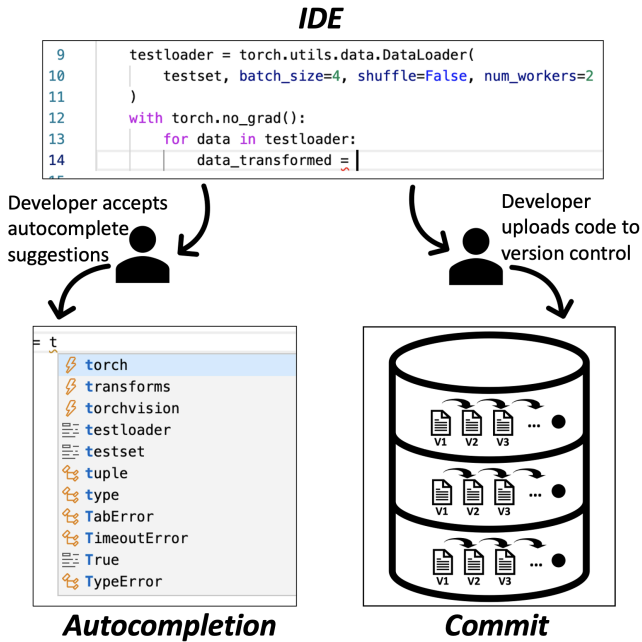 IDE
9 testloader = torch.utils.data.DataLoader(
10 testset, batch_size=4, shuffle=False, num_workers=2
11 )
12 with torch.no_grad():
13 for data in testloader:
14 data_transformed =
Developer accepts
autocomplete
suggestions
Developer
uploads code to
version control
= t
torch
transforms
torchvision
testloader
testset
tuple
type
TabError
TimeoutError
True
TypeError
V1 V2 V3 ...
V1 V2 V3 ...
V1 V2 V3 ...
Autocompletion
Commit